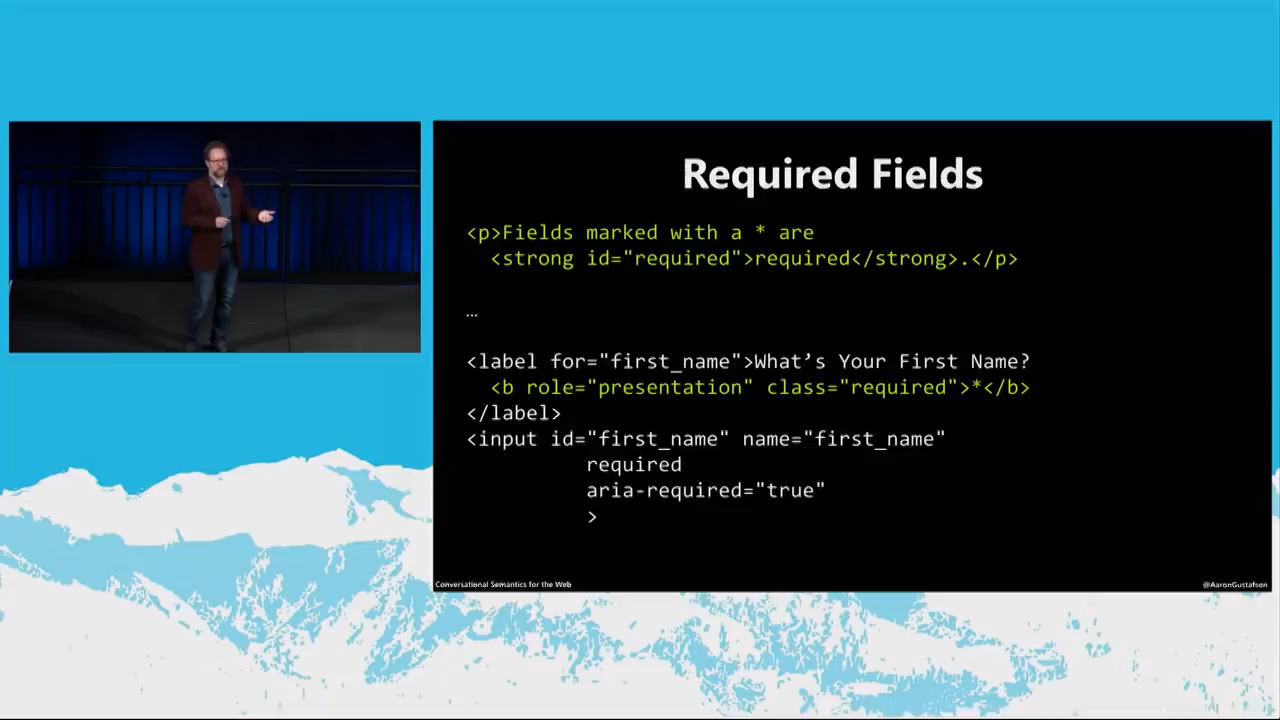 Required Fields
<p>Fields marked with a * are
<strong id="required">required</strong>.</p>
…
<label for="first_name">What’s Your First Name?
<b role="presentation" class="required">*</b>
</label>
<input id="first_name" name="first_name"
required
aria-required="true"
>
Conversational Semantics for the Web
@AaronGustafson